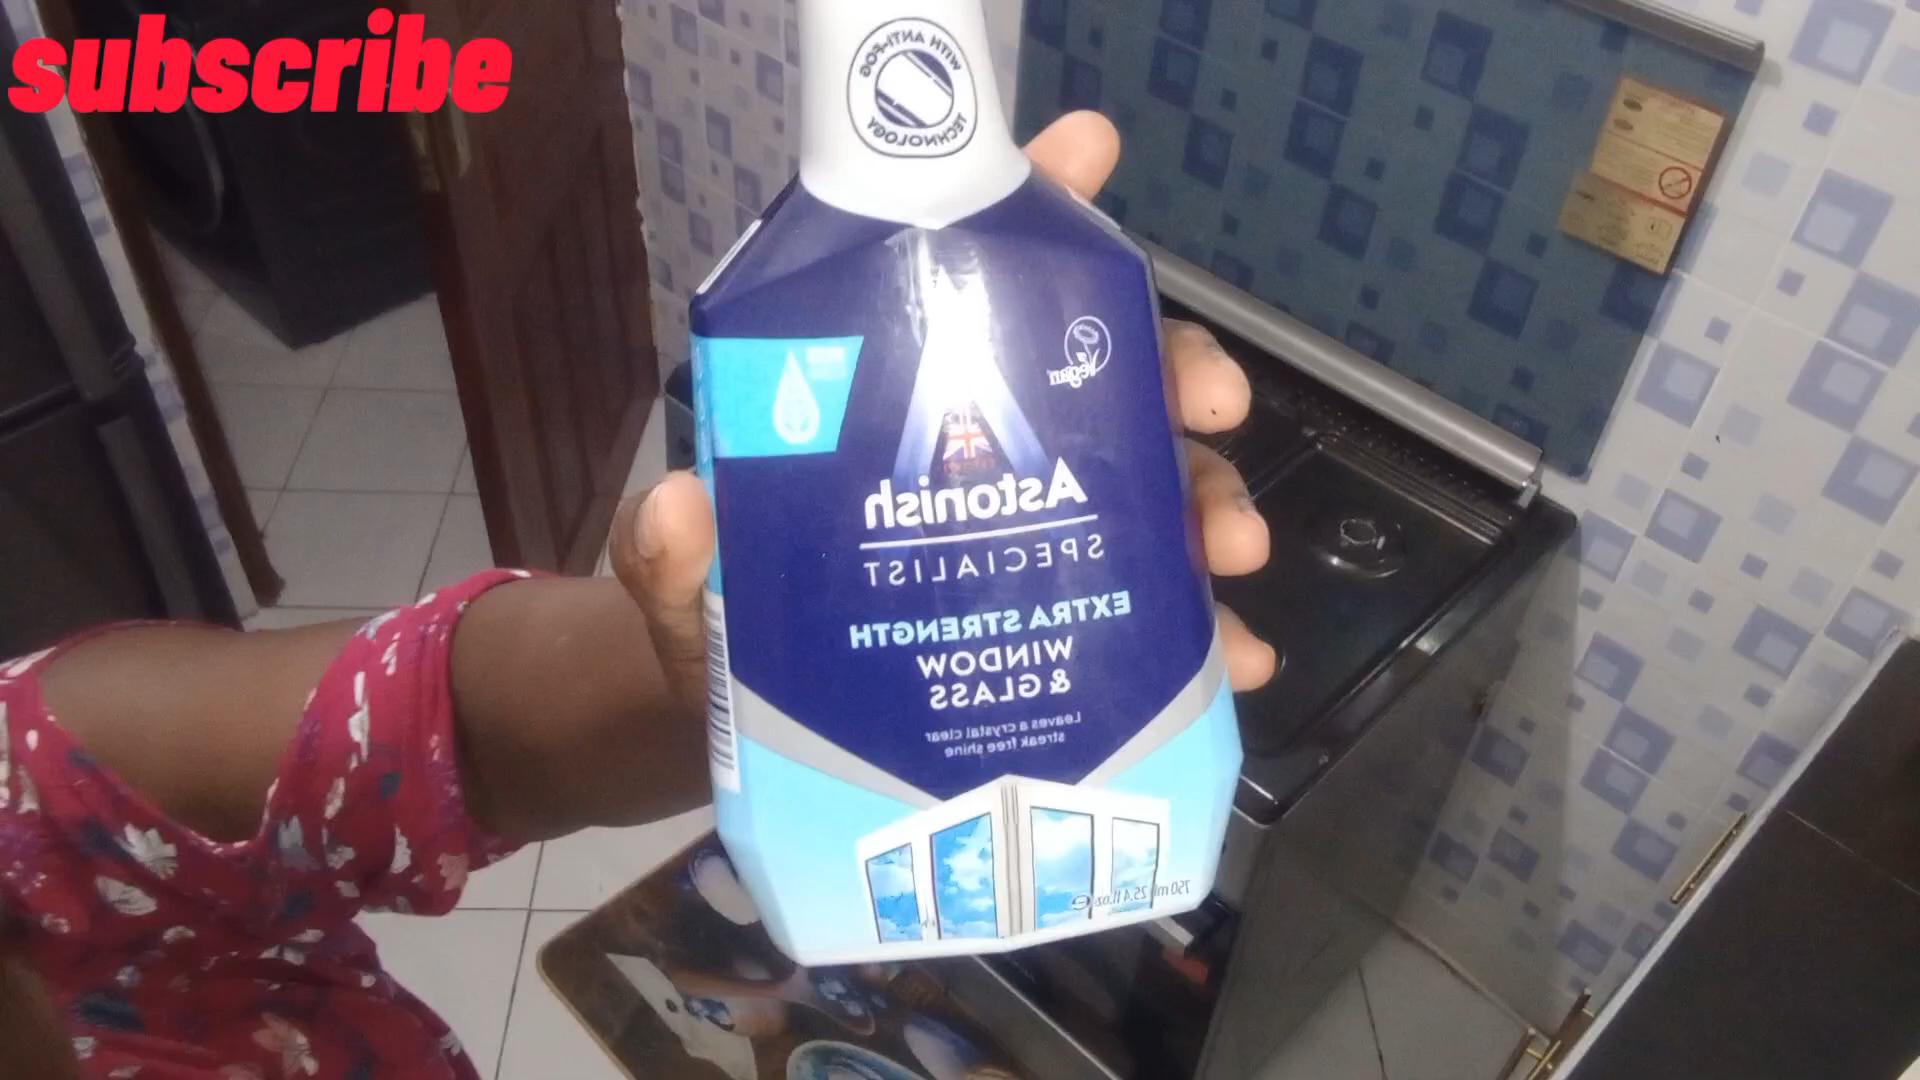 subscribe
WITH ANTI-FOG
TECHNOLOGY
Vegan
Astonish
SPECIALIST
EXTRA STRENGTH
WINDOW
& GLASS
Leaves a crystal clear
streak free shine
750 ml 25.4 fl.oz e